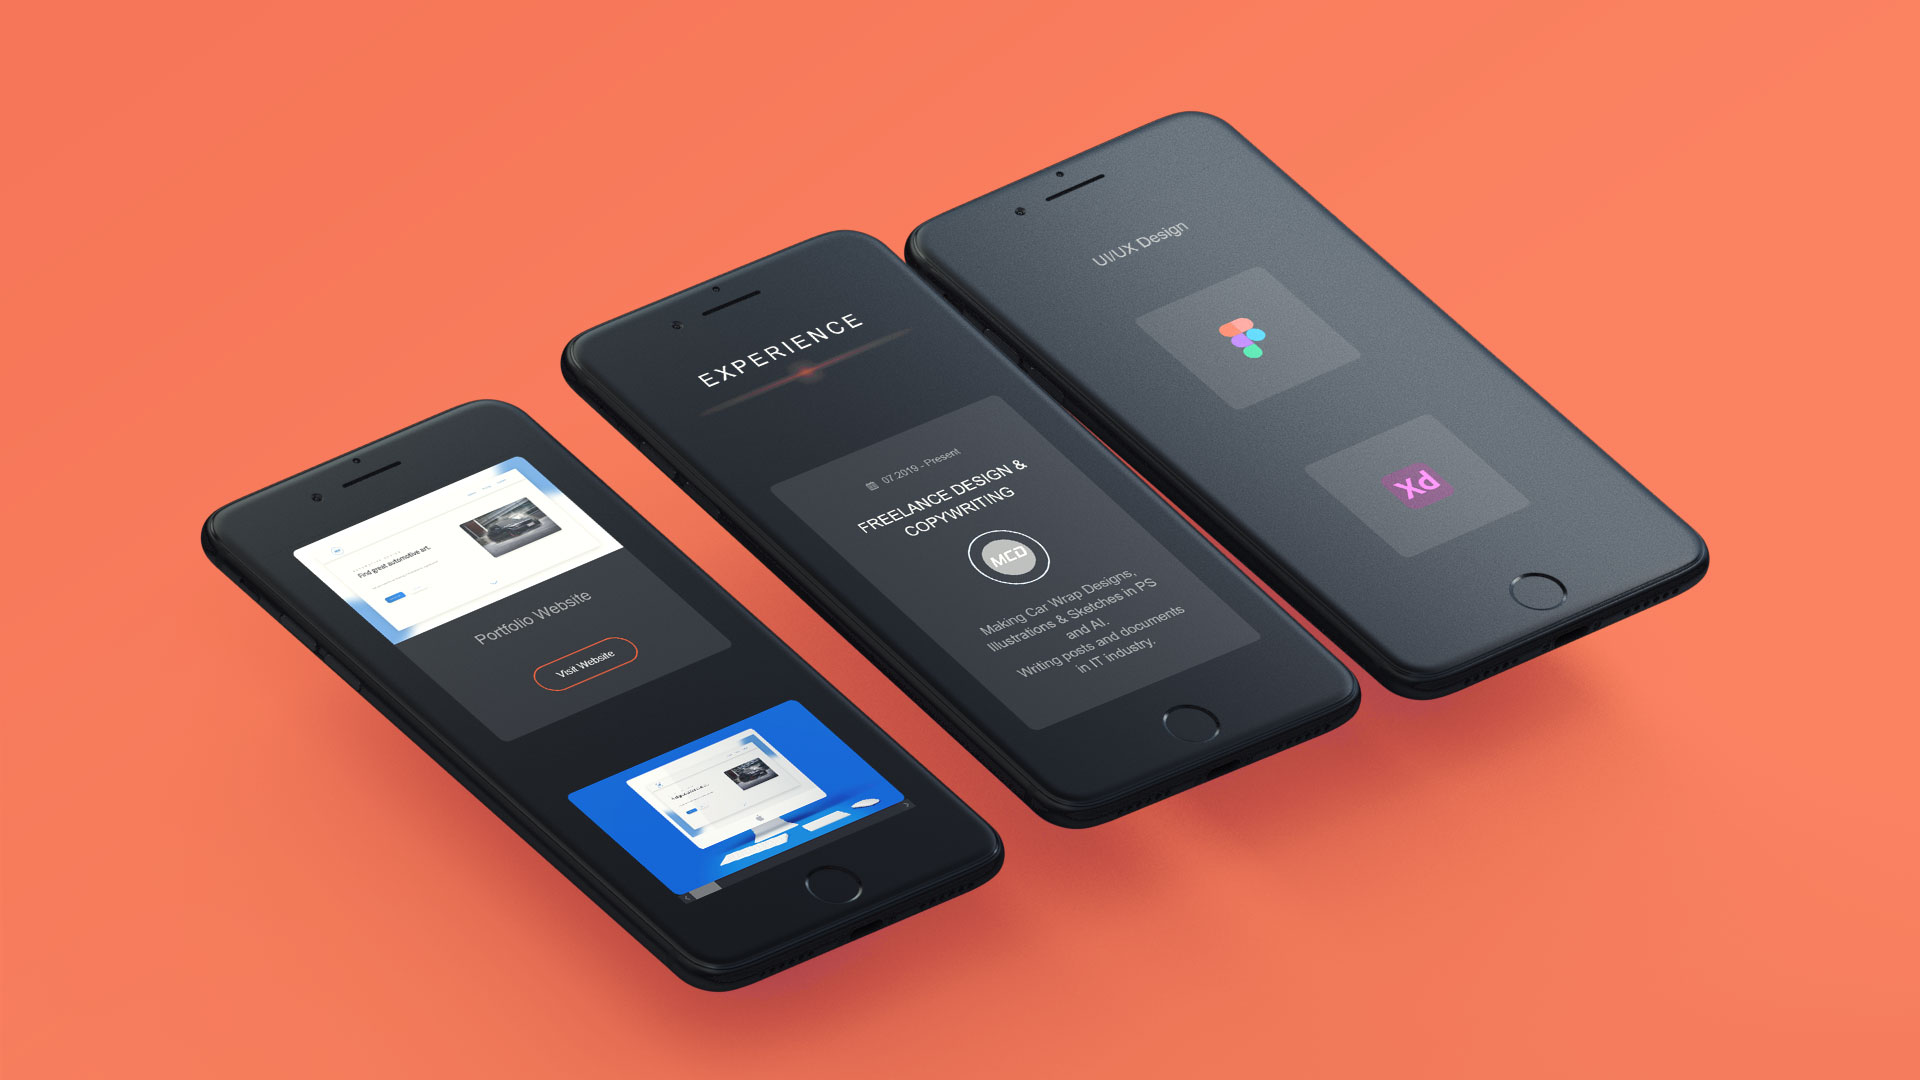 Find great automotive art.
Portfolio Website
Visit Website
EXPERIENCE
07.2019 - Present
FREELANCE DESIGN &
COPYWRITING
MCD
Making Car Wrap Designs,
Illustrations & Sketches in PS
and AI.
Writing posts and documents
in IT industry.
UI/UX Design
Xd